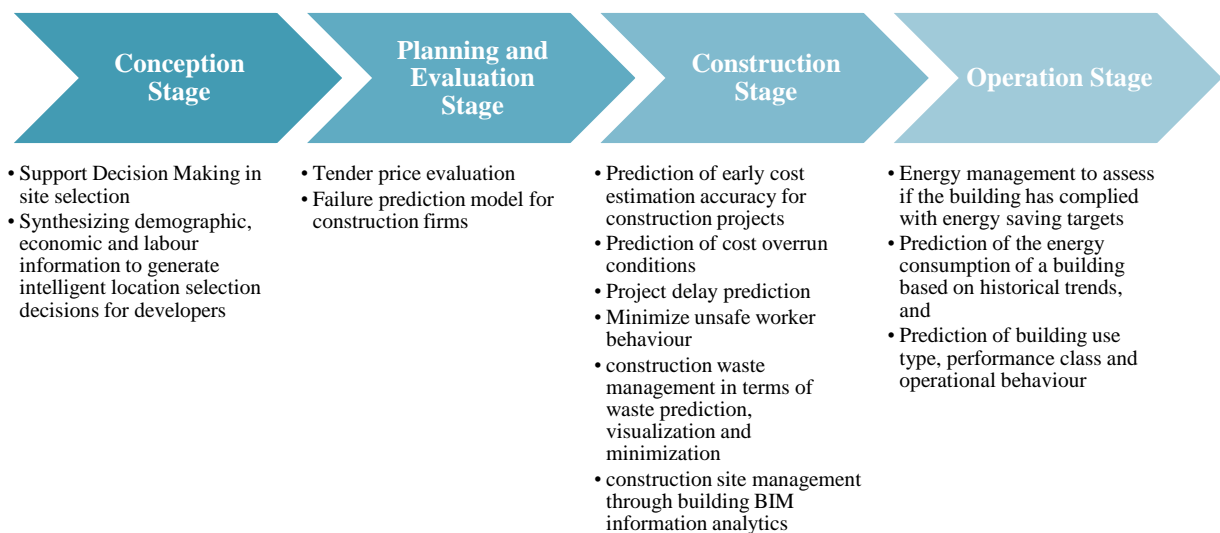 Conception
Stage
Planning and
Evaluation
Stage
Construction
Stage
Operation Stage
• Support Decision Making in
site selection
• Synthesizing demographic,
economic and labour
information to generate
intelligent location selection
decisions for developers
• Tender price evaluation
• Failure prediction model for
construction firms
• Prediction of early cost
estimation accuracy for
construction projects
• Prediction of cost overrun
conditions
• Project delay prediction
• Minimize unsafe worker
behaviour
• construction waste
management in terms of
waste prediction,
visualization and
minimization
• construction site management
through building BIM
information analytics
• Energy management to assess
if the building has complied
with energy saving targets
• Prediction of the energy
consumption of a building
based on historical trends,
and
• Prediction of building use
type, performance class and
operational behaviour